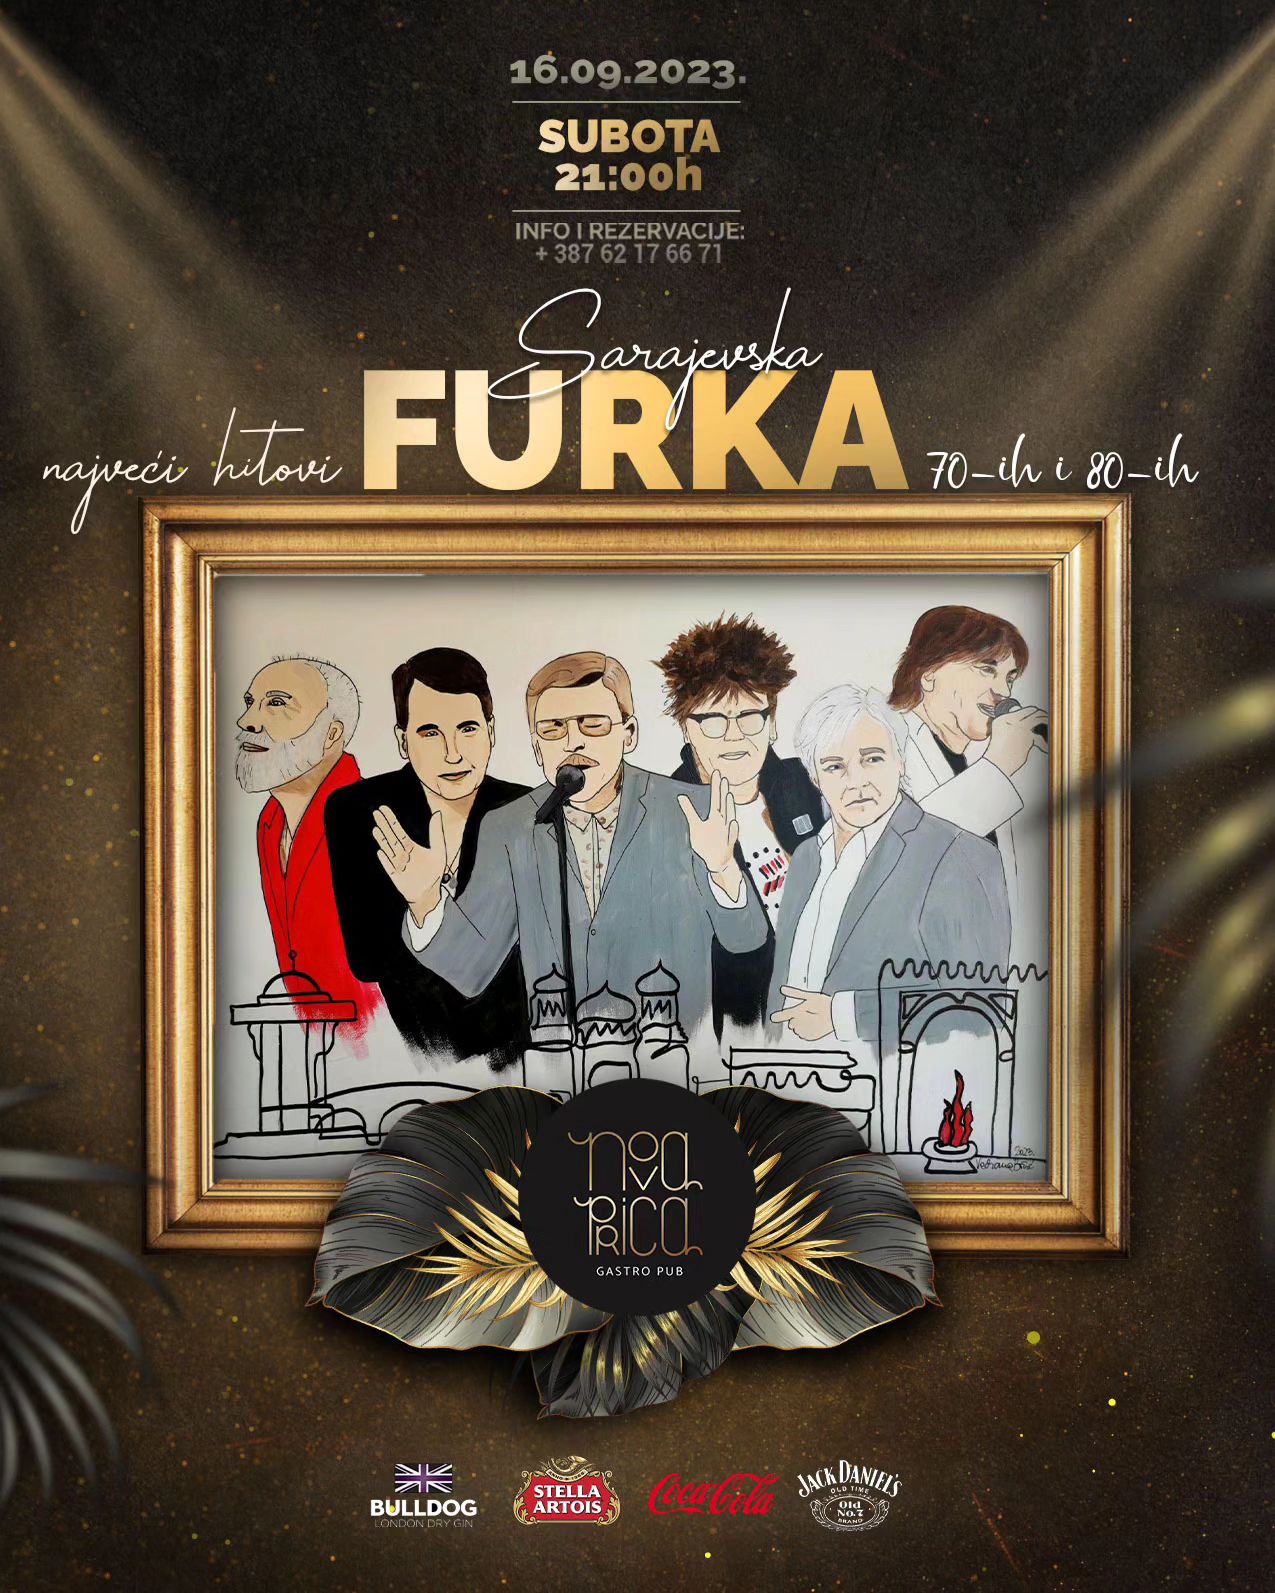 16.09.2023.
SUBOTA
21:00h
INFO I REZERVACIJE:
+ 387 62 17 66 71
Sarajevska
FURKA
najveći hitovi
70-ih i 80-ih
2023.
NOVA
PRICA
GASTRO PUB
BULLDOG
LONDON DRY GIN
STELLA
ARTOIS
Coca-Cola
JACK DANIEL'S
OLD TIME
Old
No.7
BRAND